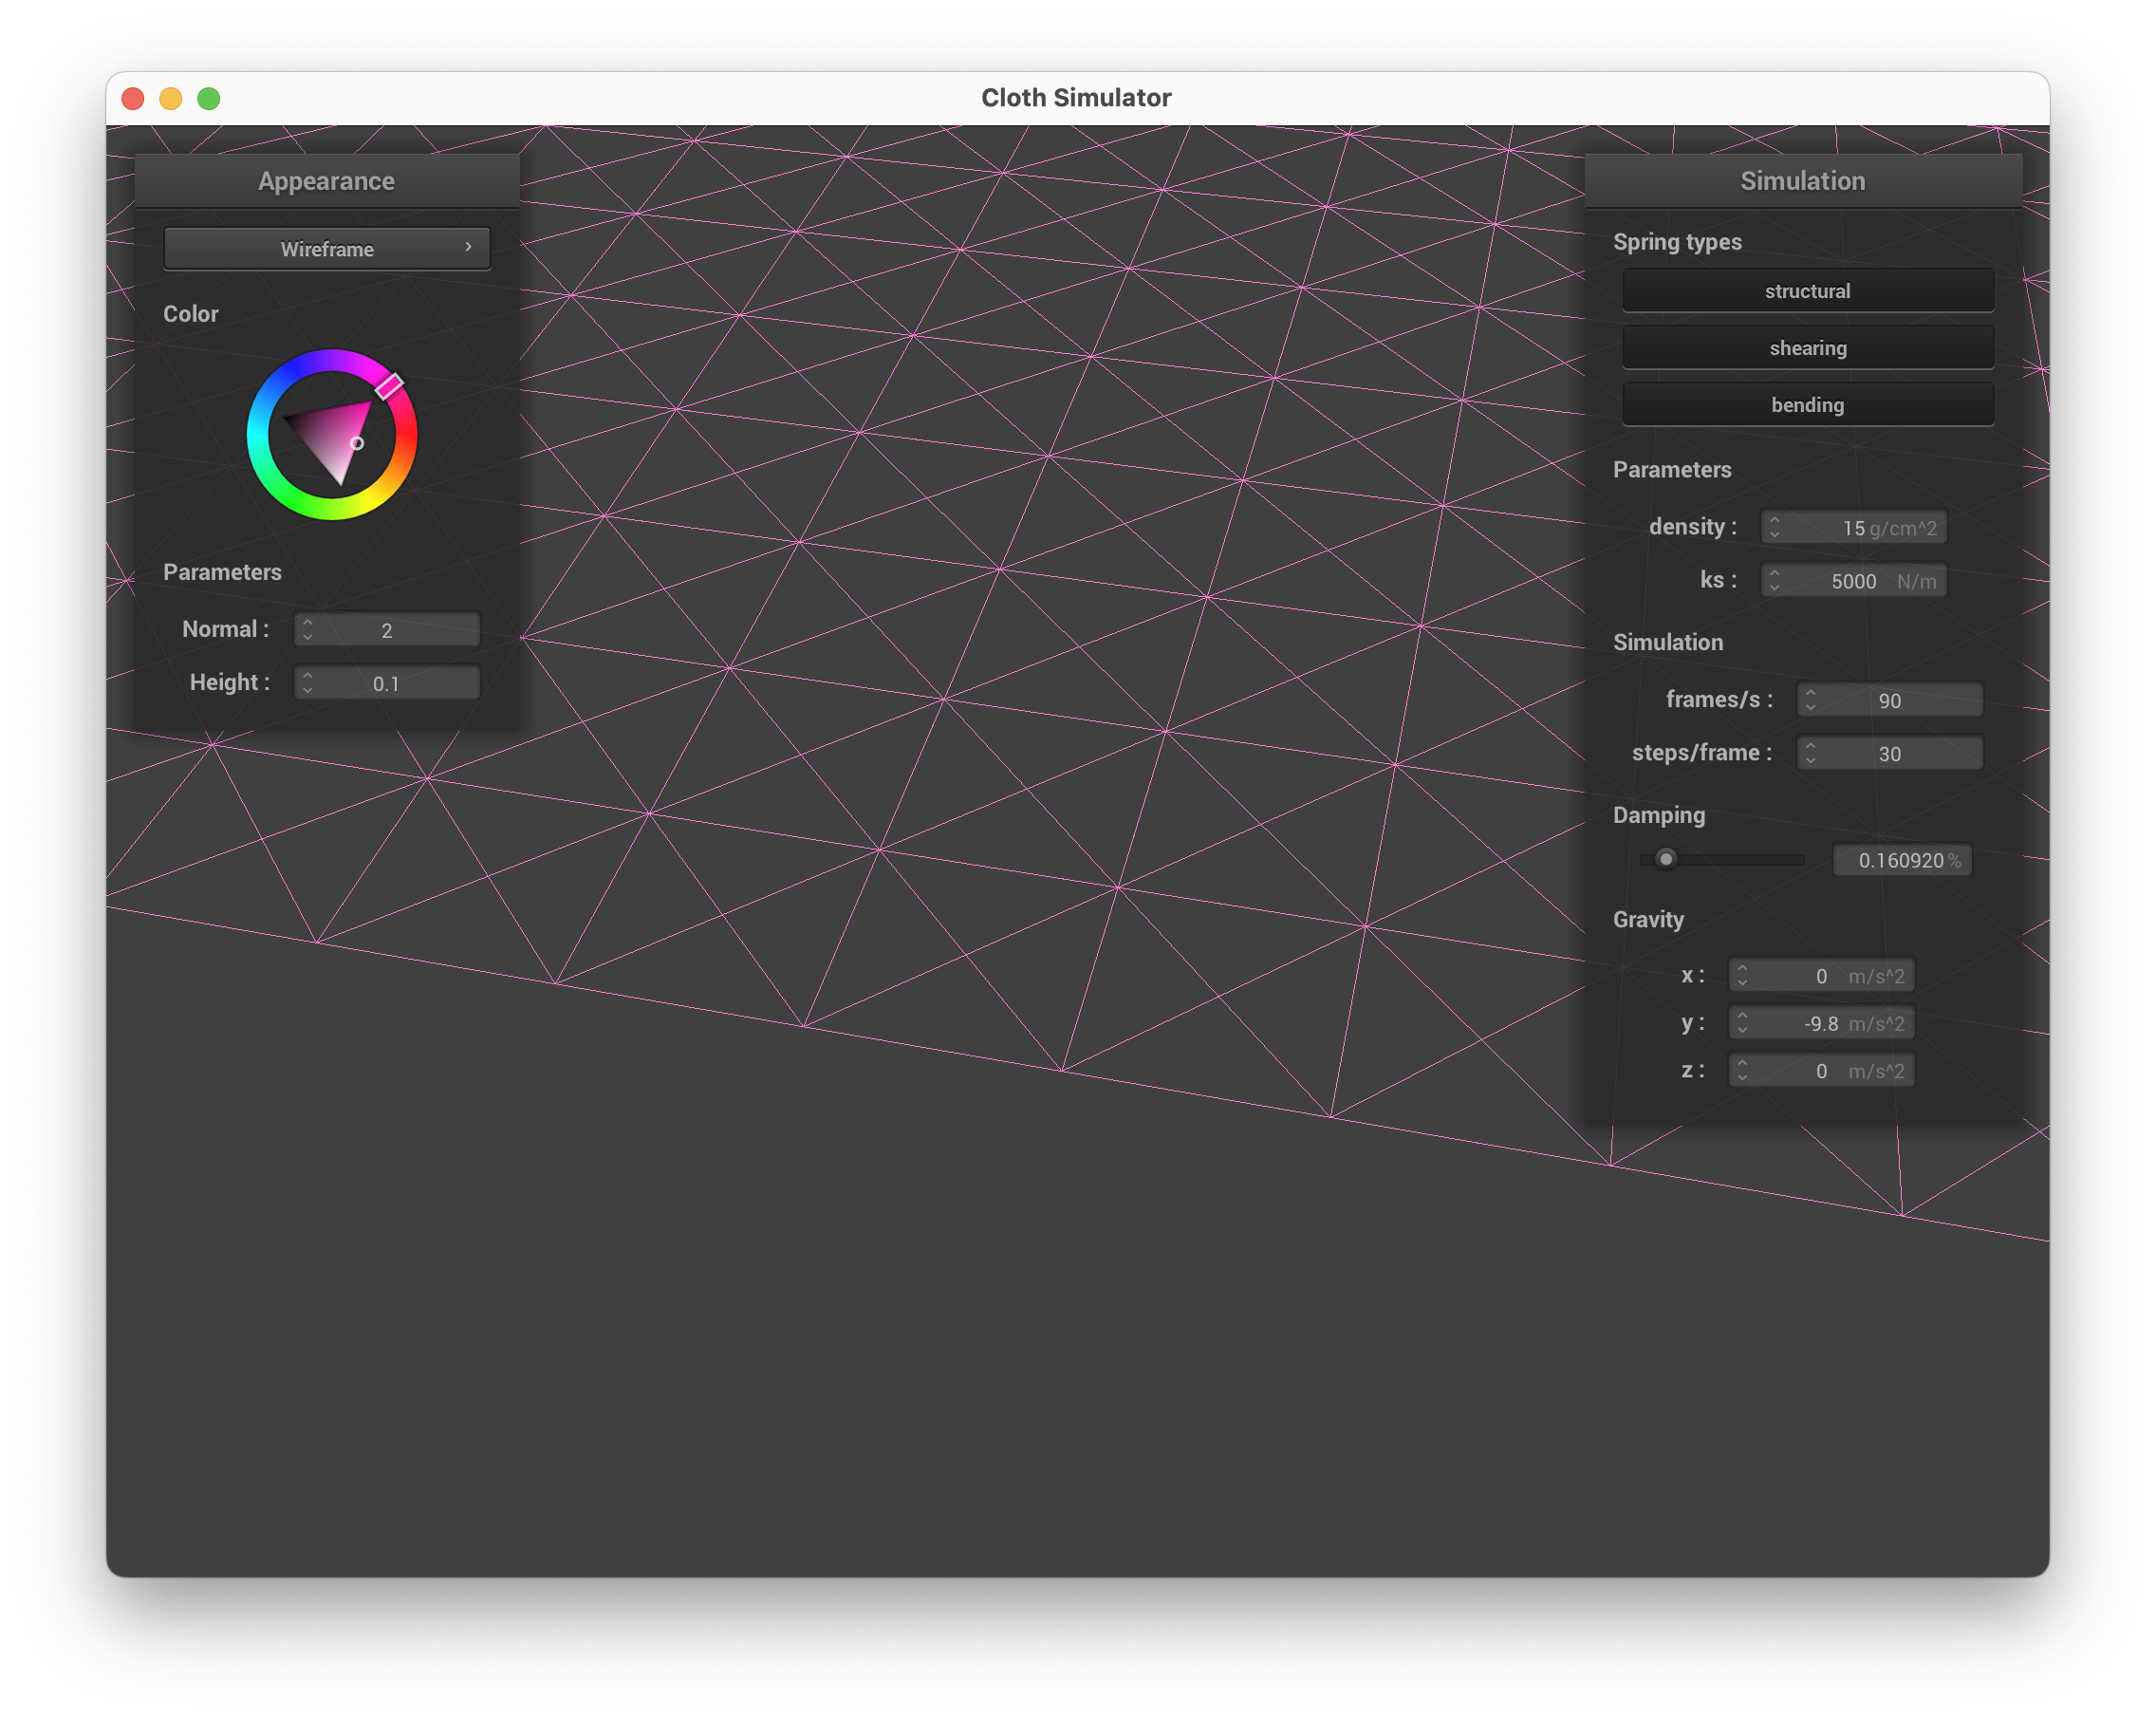 Cloth Simulator
Appearance
Wireframe
Color
Parameters
Normal : 2
Height : 0.1
Simulation
Spring types
structural
shearing
bending
Parameters
density : 15 g/cm^2
ks : 5000 N/m
Simulation
frames/s : 90
steps/frame : 30
Damping
0.160920 %
Gravity
x : 0 m/s^2
y : -9.8 m/s^2
z : 0 m/s^2